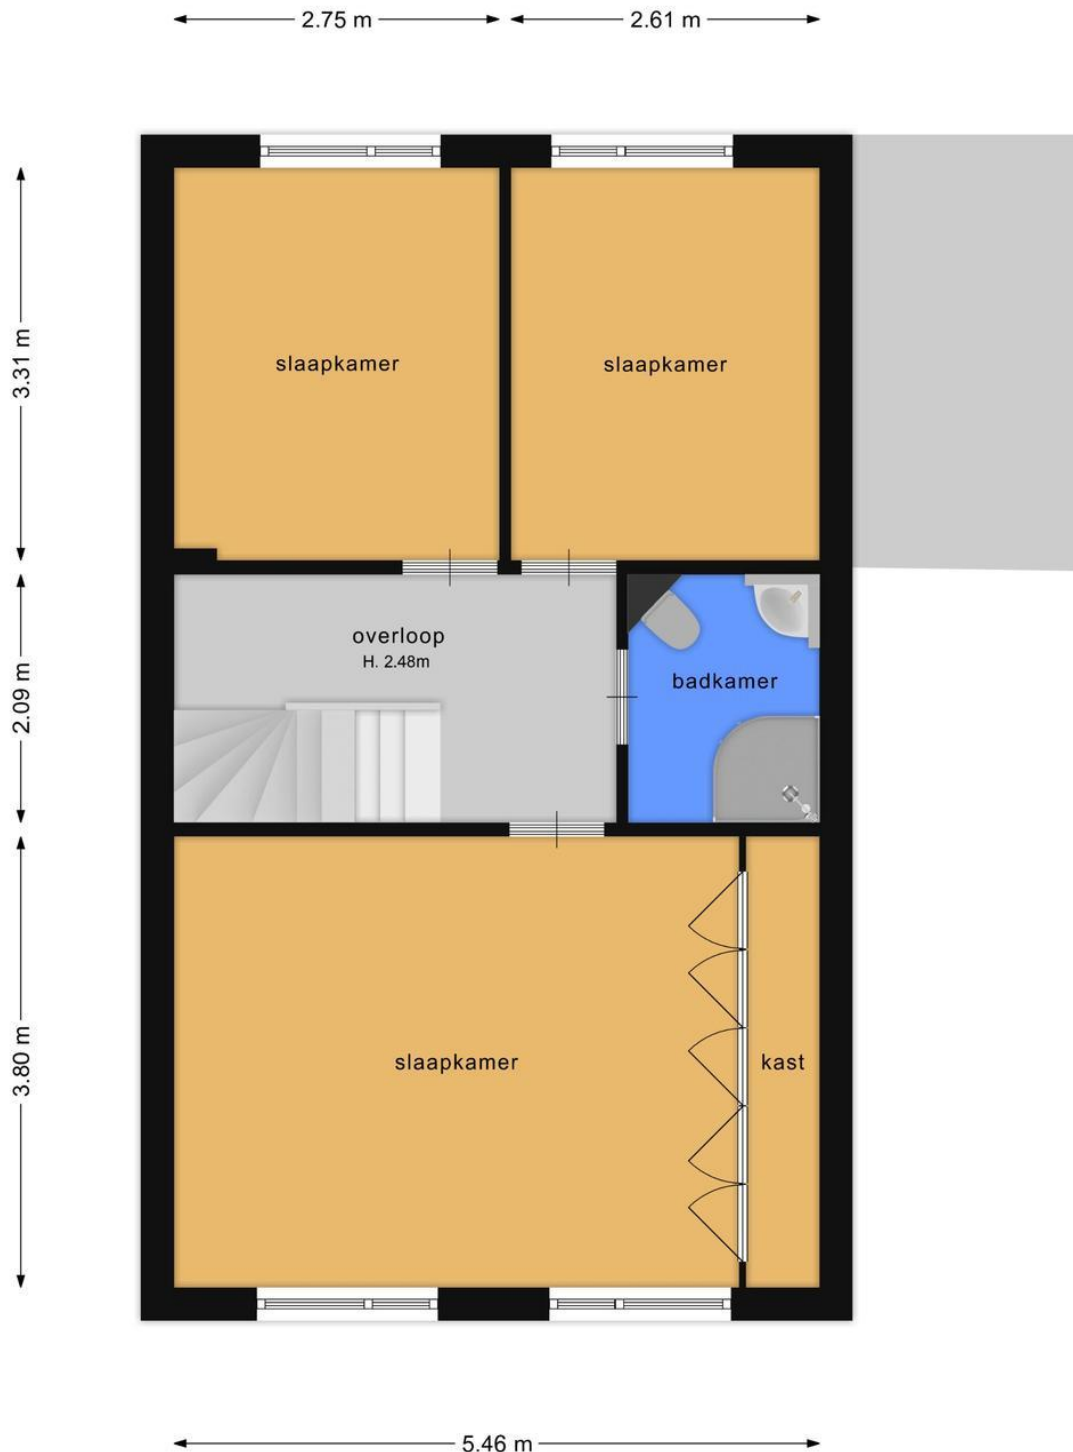 2.75 m
2.61 m
3.31 m
slaapkamer
slaapkamer
overloop
H. 2.48m
2.09 m
badkamer
3.80 m
slaapkamer
kast
5.46 m